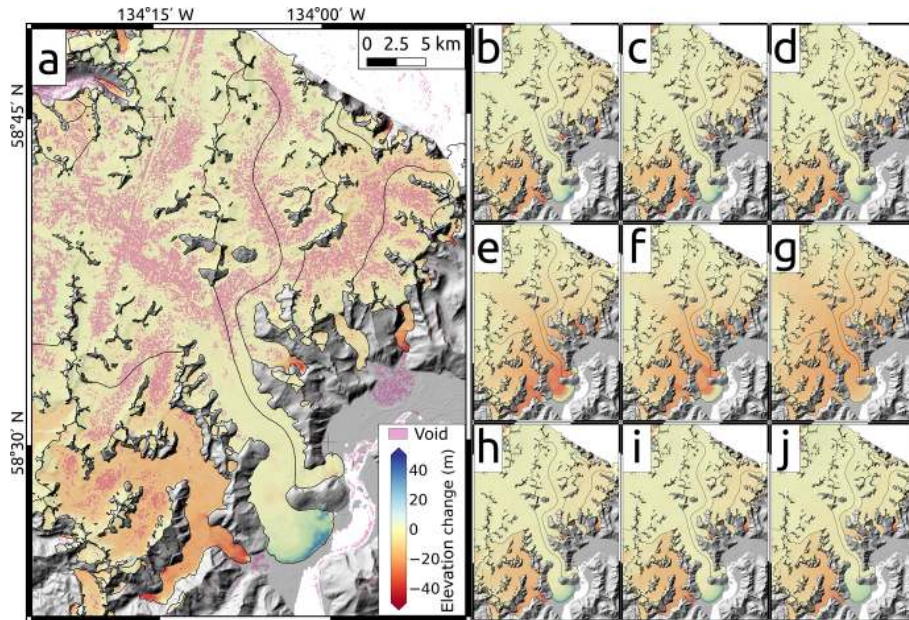 134°15′ W 134°00′ W
a
0 2.5 5 km
58°45′ N
58°30′ N
Void
40
20
0
−20
−40
Elevation change (m)
b c d
e f g
h i j